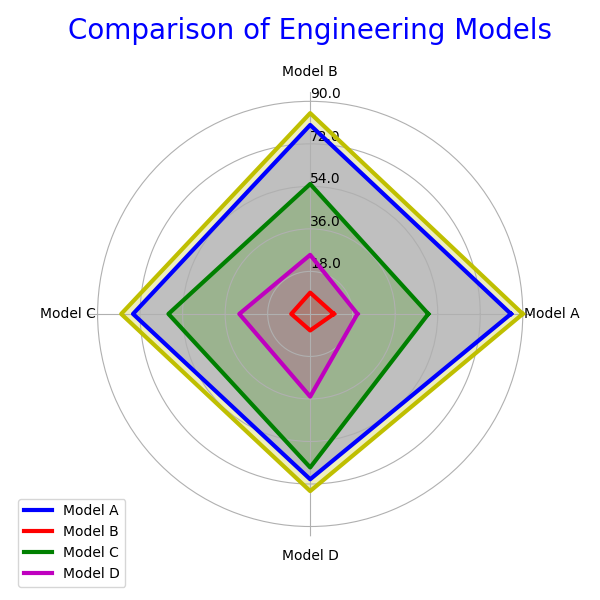 Comparison of Engineering Models
Model B
90.0
72.0
54.0
36.0
18.0
Model C
Model A
Model D
Model A
Model B
Model C
Model D